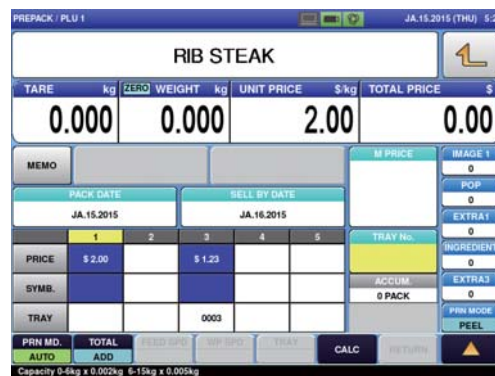 PREPACK / PLU 1 JA.15.2015 (THU) 5:2
RIB STEAK
TARE kg ZERO WEIGHT kg UNIT PRICE $/kg TOTAL PRICE $
0.000 0.000 2.00 0.00
MEMO M PRICE IMAGE 1
0
PACK DATE SELL BY DATE POP
JA.15.2015 JA.16.2015 0
EXTRA1
0
1 2 3 4 5 TRAY No. INGREDIENT
PRICE $ 2.00 $ 1.23 0
SYMB. ACCUM. EXTRA3
0 PACK 0
TRAY 0003 PRN MODE
PEEL
PRN MD. TOTAL FEED SPD WP SPD TRAY CALC RETURN
AUTO ADD
Capacity 0-6kg x 0.002kg 6-15kg x 0.005kg